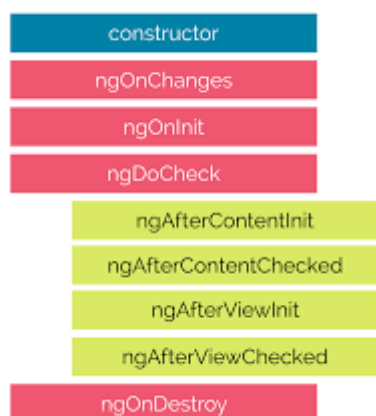 constructor
ngOnChanges
ngOnInit
ngDoCheck
ngAfterContentInit
ngAfterContentChecked
ngAfterViewInit
ngAfterViewChecked
ngOnDestroy